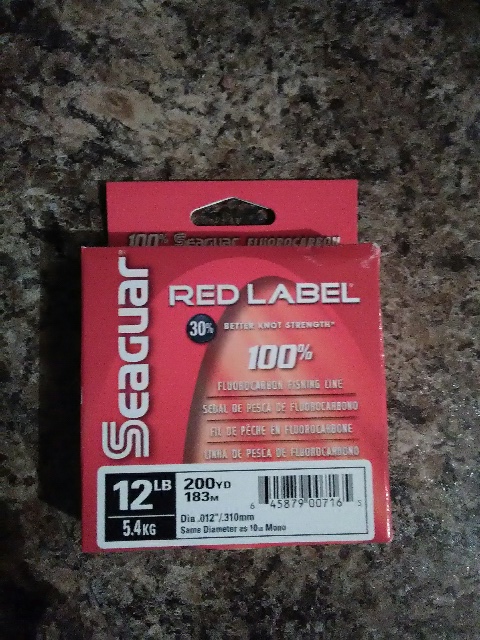 100% Seaguar FLUOROCARBON
Seaguar
RED LABEL
30% BETTER KNOT STRENGTH*
100%
FLUOROCARBON FISHING LINE
SEDAL DE PESCA DE FLUOROCARBONO
FIL DE PÊCHE EN FLUOROCARBONE
LINHA DE PESCA DE FLUOROCARBONO
12LB
5.4KG
200YD
183M
Dia .012"/.310mm
Same Diameter as 10LB Mono
6 45879 00716 3